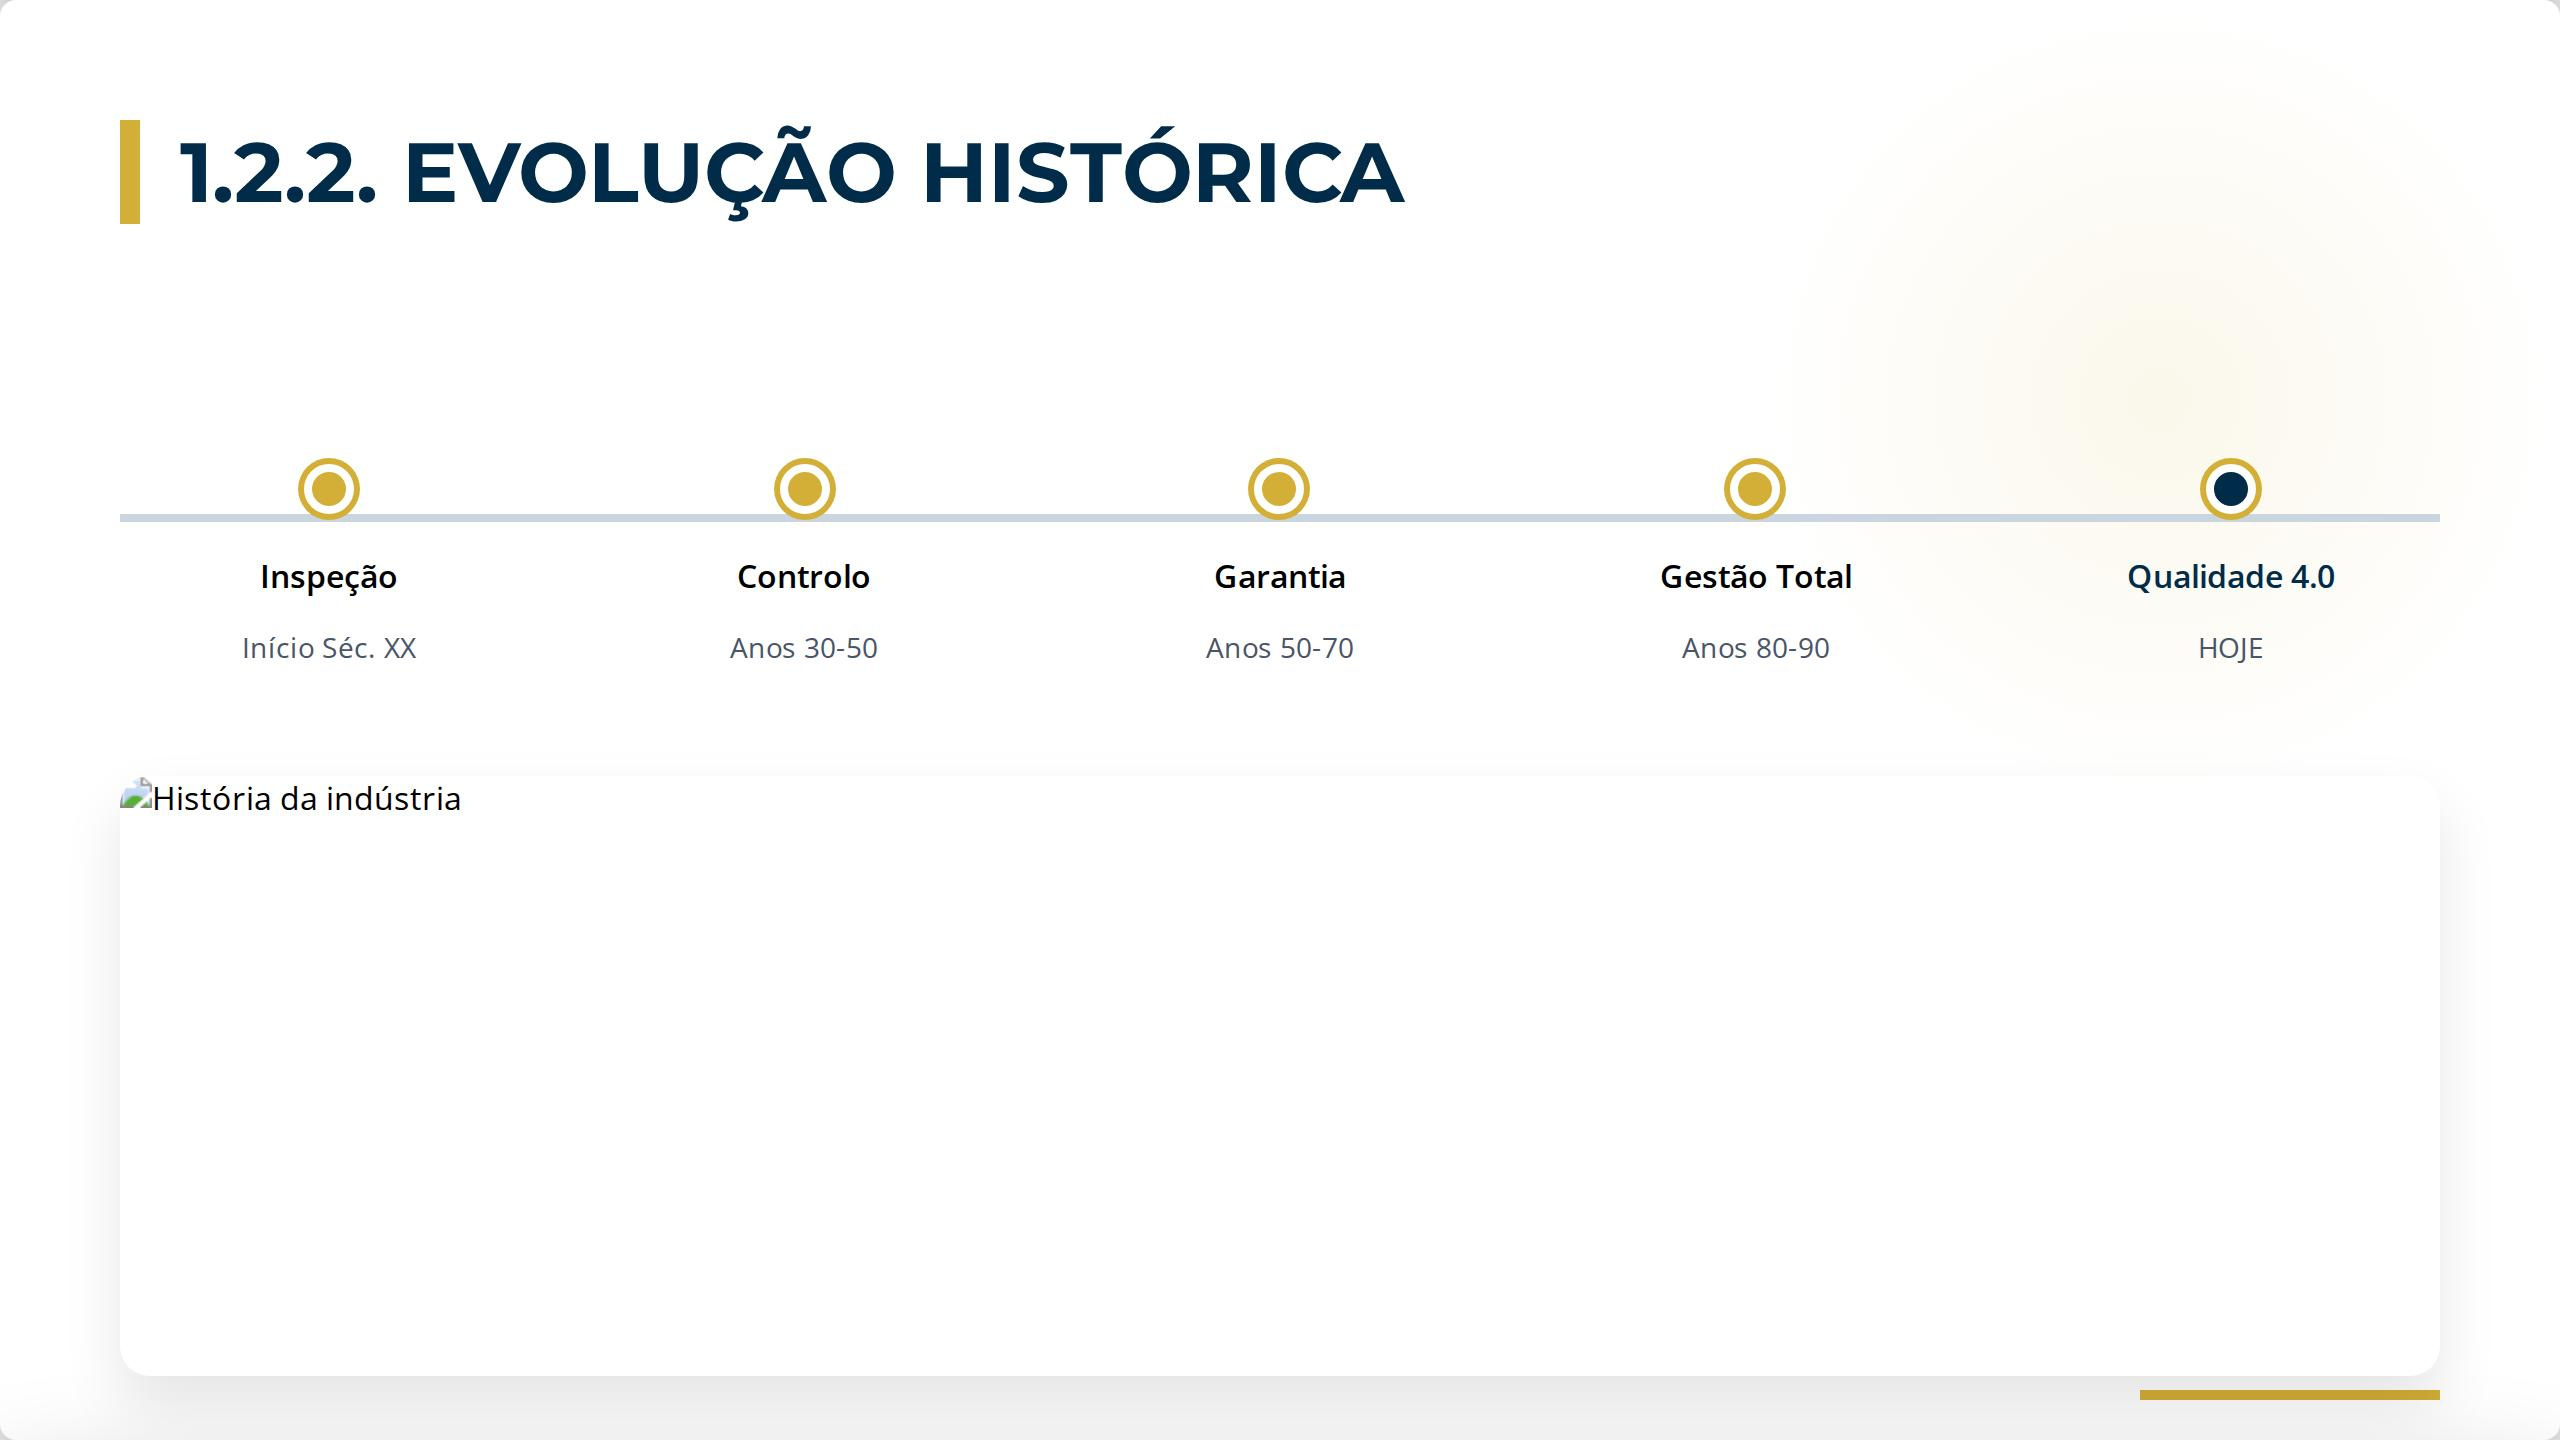 1.2.2. EVOLUÇÃO HISTÓRICA
Inspeção
Início Séc. XX
Controlo
Anos 30-50
Garantia
Anos 50-70
Gestão Total
Anos 80-90
Qualidade 4.0
HOJE
História da indústria